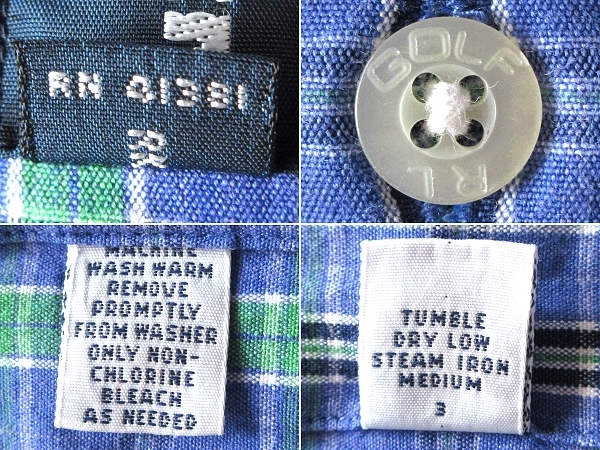 RN 41381
GOLF
RL
MACHINE
WASH WARM
REMOVE
PROMPTLY
FROM WASHER
ONLY NON-
CHLORINE
BLEACH
AS NEEDED
TUMBLE
DRY LOW
STEAM IRON
MEDIUM
3